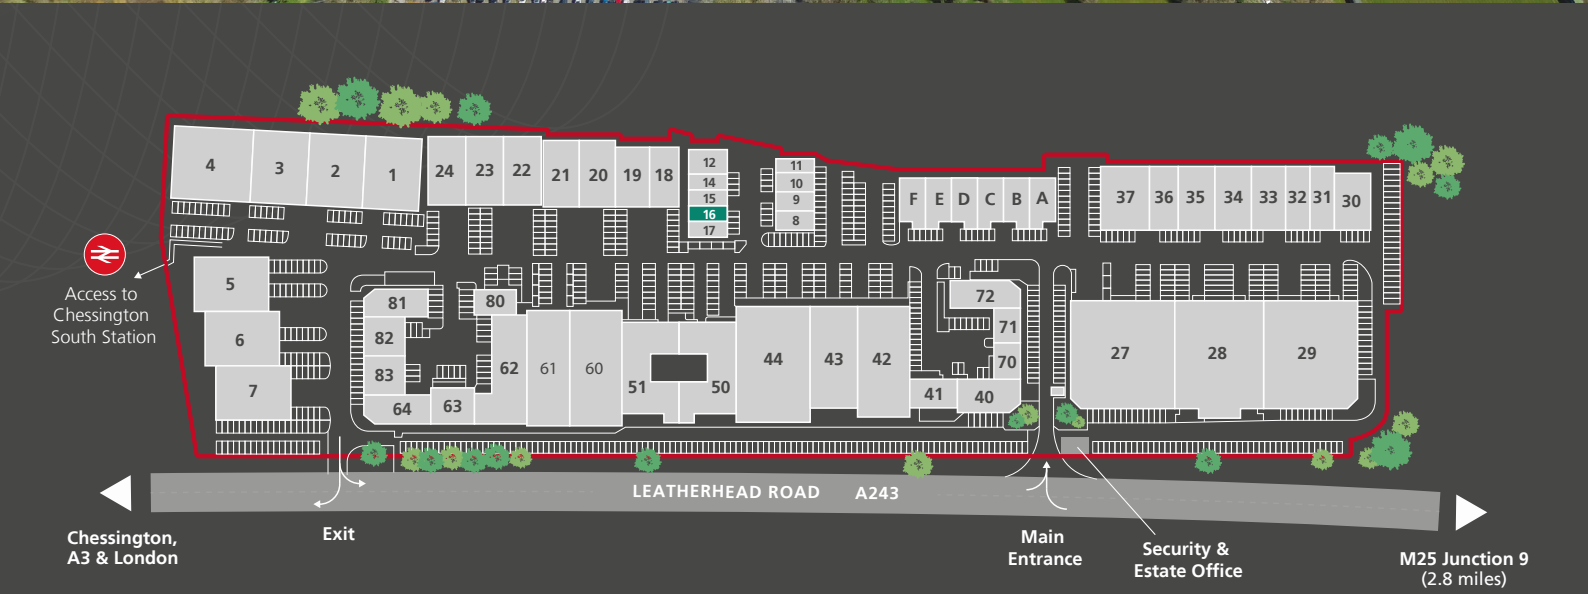 4
3
2
1
24
23
22
21
20
19
18
12
14
15
16
17
11
10
9
8
F
E
D
C
B
A
37
36
35
34
33
32
31
30
Access to
Chessington
South Station
5
6
7
81
80
82
83
64
63
62
61
60
51
50
44
43
42
41
40
72
71
70
27
28
29
LEATHERHEAD ROAD A243
Chessington,
A3 & London
Exit
Main
Entrance
Security &
Estate Office
M25 Junction 9
(2.8 miles)